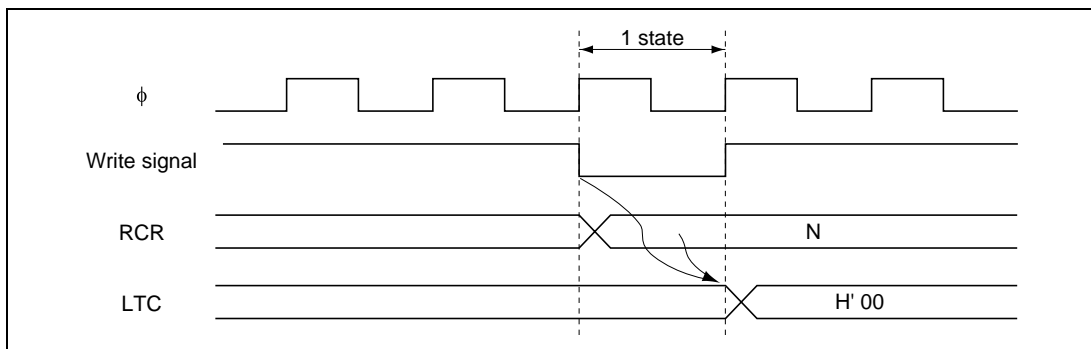 1 state
ϕ
Write signal
RCR
N
LTC
H' 00